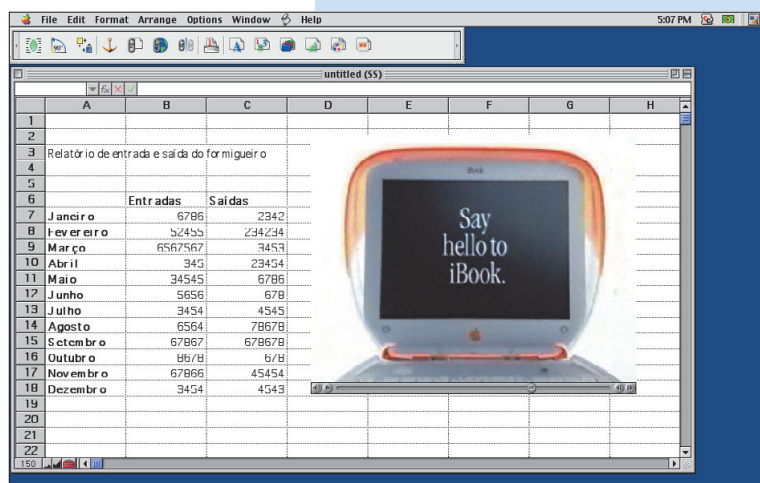 File Edit Format Arrange Options Window Help 5:07 PM
untitled (SS)
fx
A B C D E F G H
1
2
3 Relatório de entrada e saída do formigueiro
4
5
6 Entradas Saídas
7 Janeiro 6786 2342
8 Fevereiro 52455 234234
9 Março 6567567 3453
10 Abril 345 23454
11 Maio 34545 6786
12 Junho 5656 678
13 Julho 3454 4545
14 Agosto 6564 78678
15 Setembro 67867 678678
16 Outubro 8678 678
17 Novembro 67866 45454
18 Dezembro 3454 4543
19
20
21
22
150
iBook
Say
hello to
iBook.